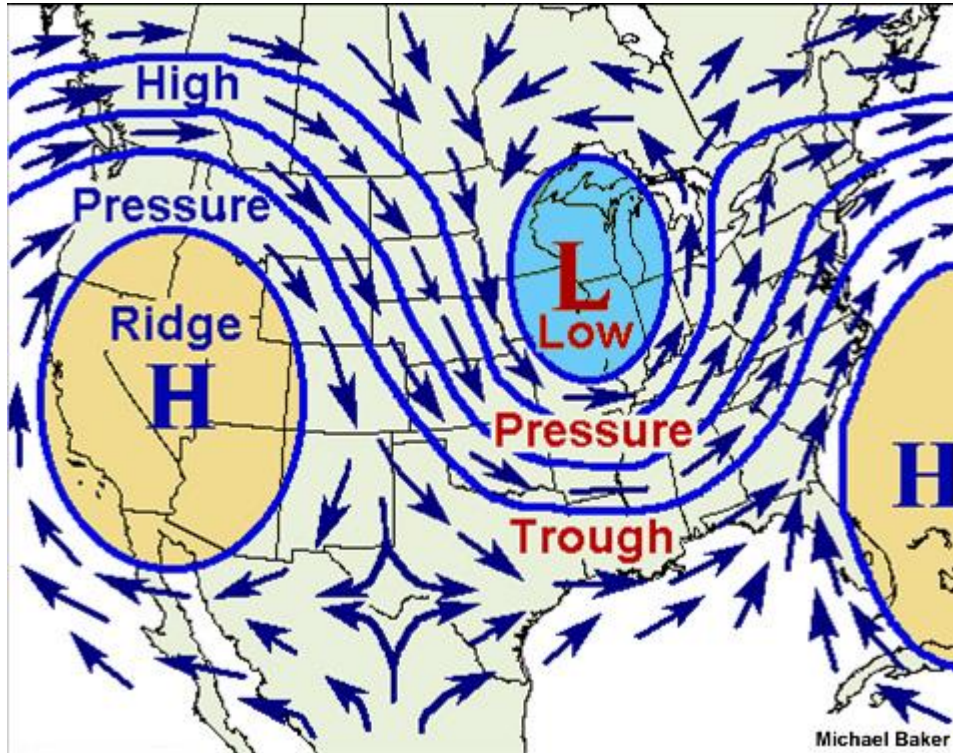 High
Pressure
Ridge
H
L
Low
Pressure
Trough
H
Michael Baker